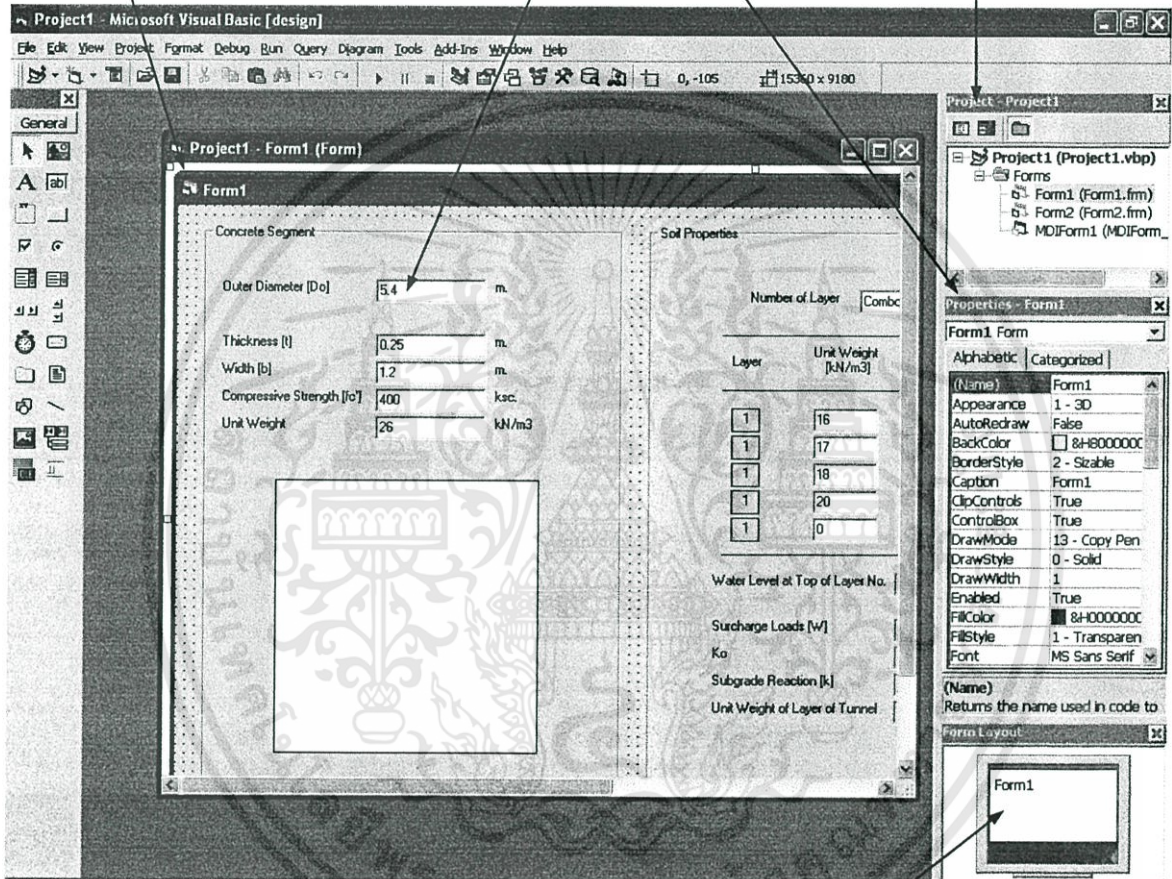 Project1 - Microsoft Visual Basic [design]
File Edit View Project Format Debug Run Query Diagram Tools Add-Ins Window Help
0, -105
15360 x 9180
General
Project1 - Form1 (Form)
Form1
Concrete Segment
Outer Diameter [Do] 5.4 m.
Thickness [t] 0.25 m.
Width [b] 1.2 m.
Compressive Strength [fc'] 400 ksc.
Unit Weight 26 kN/m3
Soil Properties
Number of Layer Combo
Layer
Unit Weight
[kN/m3]
1 16
1 17
1 18
1 20
1 0
Water Level at Top of Layer No.
Surcharge Loads [W]
Ko
Subgrade Reaction [k]
Unit Weight of Layer of Tunnel
Project - Project1
Project1 (Project1.vbp)
Forms
Form1 (Form1.frm)
Form2 (Form2.frm)
MDIForm1 (MDIForm_
Properties - Form1
Form1 Form
Alphabetic Categorized
(Name) Form1
Appearance 1 - 3D
AutoRedraw False
BackColor &H8000000
BorderStyle 2 - Sizable
Caption Form1
ClipControls True
ControlBox True
DrawMode 13 - Copy Pen
DrawStyle 0 - Solid
DrawWidth 1
Enabled True
FillColor &H0000000
FillStyle 1 - Transparen
Font MS Sans Serif
(Name)
Returns the name used in code to
Form Layout
Form1